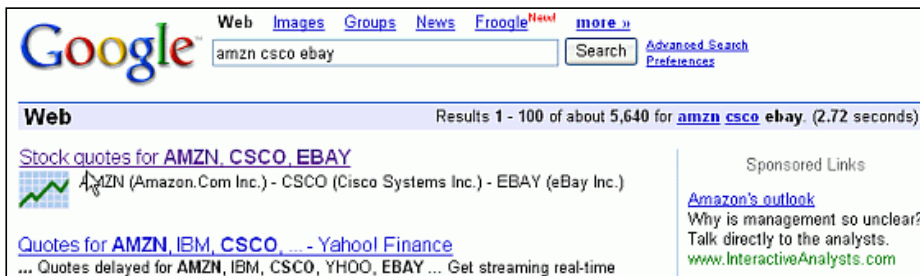 Google™
Web Images Groups News Froogle New! more »
amzn csco ebay
Search
Advanced Search
Preferences
Web
Results 1 - 100 of about 5,640 for amzn csco ebay. (2.72 seconds)
Stock quotes for AMZN, CSCO, EBAY
AMZN (Amazon.Com Inc.) - CSCO (Cisco Systems Inc.) - EBAY (eBay Inc.)
Quotes for AMZN, IBM, CSCO, ... - Yahoo! Finance
... Quotes delayed for AMZN, IBM, CSCO, YHOO, EBAY ... Get streaming real-time
Sponsored Links
Amazon's outlook
Why is management so unclear?
Talk directly to the analysts.
www.InteractiveAnalysts.com